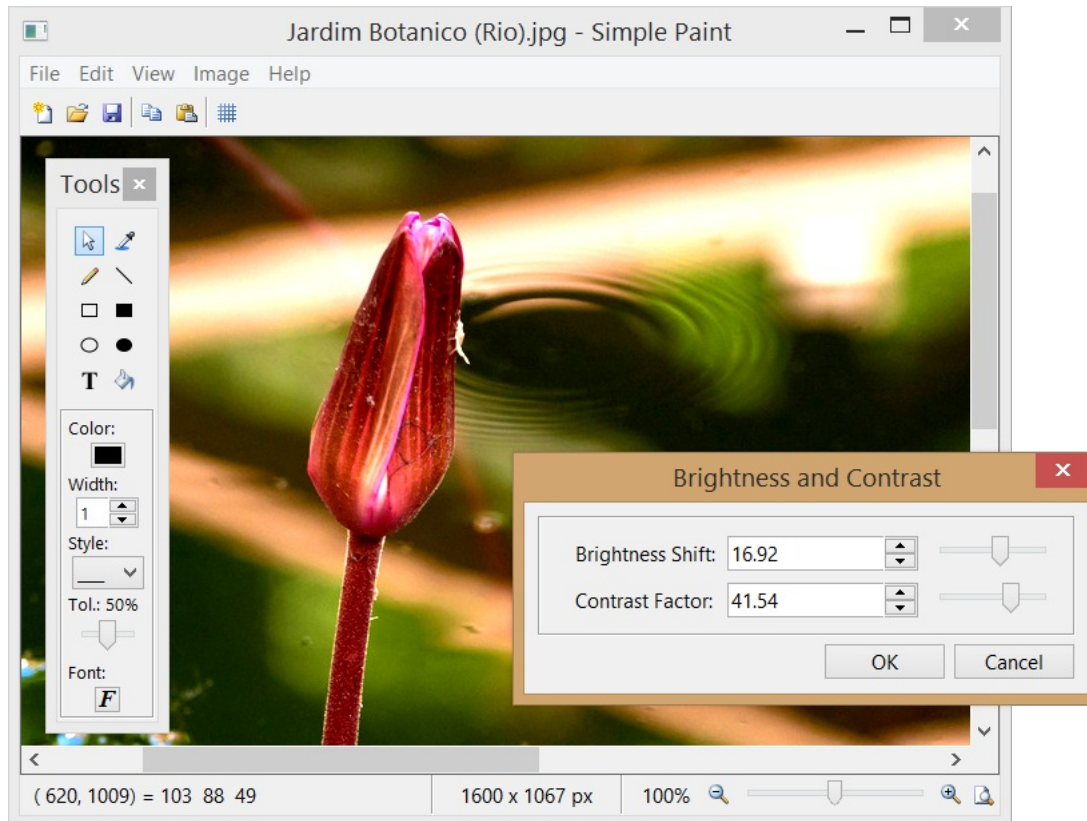 Jardim Botanico (Rio).jpg - Simple Paint
File Edit View Image Help
Tools
T
Color:
Width:
1
Style:
Tol.: 50%
Font:
F
Brightness and Contrast
Brightness Shift: 16.92
Contrast Factor: 41.54
OK Cancel
( 620, 1009) = 103 88 49 1600 x 1067 px 100%